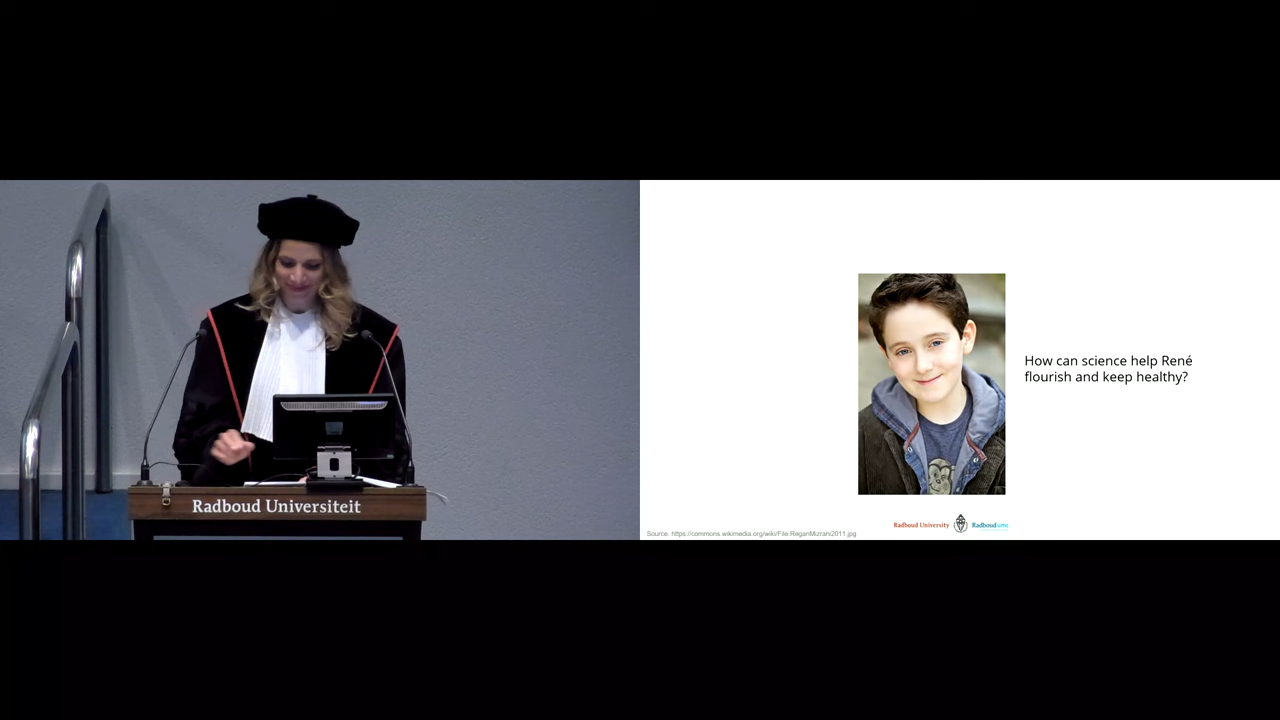 Radboud Universiteit
How can science help René
flourish and keep healthy?
Radboud University
Radboudumc
Source: https://commons.wikimedia.org/wiki/File:ReganMizrahi2011.jpg